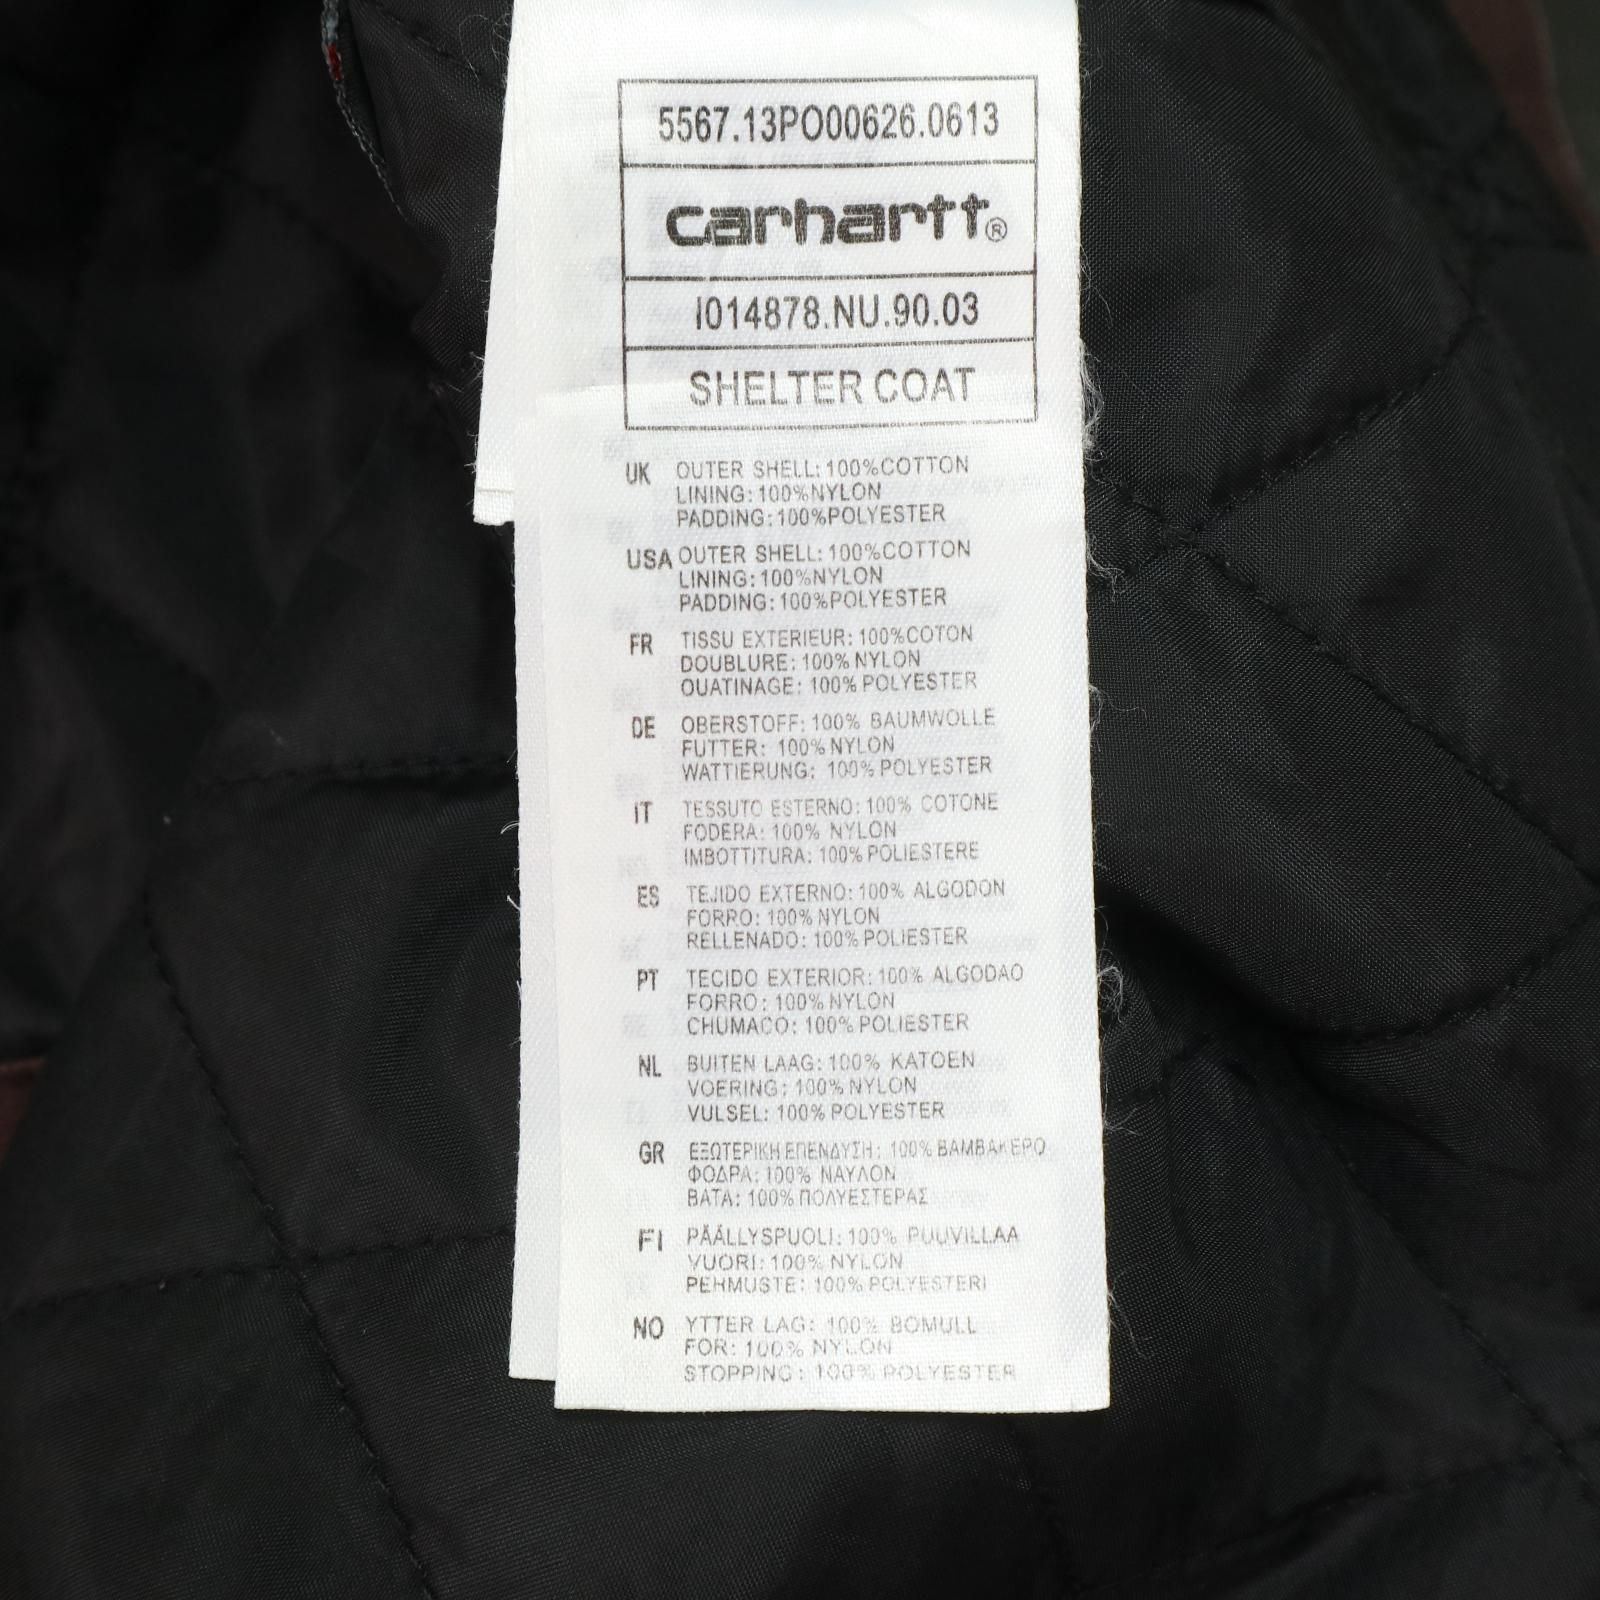 5567.13PO00626.0613
carhartt®
I014878.NU.90.03
SHELTER COAT
UK OUTER SHELL: 100%COTTON
LINING: 100%NYLON
PADDING: 100%POLYESTER
USA OUTER SHELL: 100%COTTON
LINING: 100%NYLON
PADDING: 100%POLYESTER
FR TISSU EXTERIEUR: 100%COTON
DOUBLURE: 100% NYLON
OUATINAGE: 100% POLYESTER
DE OBERSTOFF: 100% BAUMWOLLE
FUTTER: 100% NYLON
WATTIERUNG: 100% POLYESTER
IT TESSUTO ESTERNO: 100% COTONE
FODERA: 100% NYLON
IMBOTTITURA: 100% POLIESTERE
ES TEJIDO EXTERNO: 100% ALGODON
FORRO: 100% NYLON
RELLENADO: 100% POLIESTER
PT TECIDO EXTERIOR: 100% ALGODAO
FORRO: 100% NYLON
CHUMACO: 100% POLIESTER
NL BUITEN LAAG: 100% KATOEN
VOERING: 100% NYLON
VULSEL: 100% POLYESTER
GR ΕΞΩΤΕΡΙΚΗ ΕΠΕΝΔΥΣΗ: 100% ΒΑΜΒΑΚΕΡΟ
ΦΟΔΡΑ: 100% ΝΑΥΛΟΝ
ΒΑΤΑ: 100% ΠΟΛΥΕΣΤΕΡΑΣ
FI PÄÄLLYSPUOLI: 100% PUUVILLAA
VUORI: 100% NYLON
PEHMUSTE: 100% POLYESTERI
NO YTTER LAG: 100% BOMULL
FOR: 100% NYLON
STOPPING: 100% POLYESTER